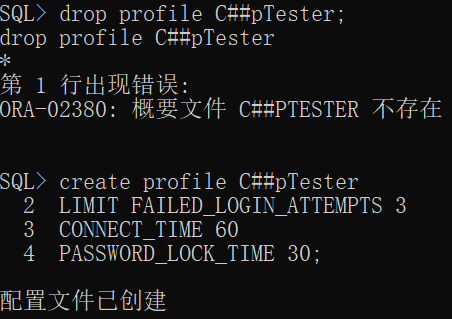 SQL> drop profile C##pTester;
drop profile C##pTester
*
第 1 行出现错误:
ORA-02380: 概要文件 C##PTESTER 不存在
SQL> create profile C##pTester
2 LIMIT FAILED_LOGIN_ATTEMPTS 3
3 CONNECT_TIME 60
4 PASSWORD_LOCK_TIME 30;
配置文件已创建